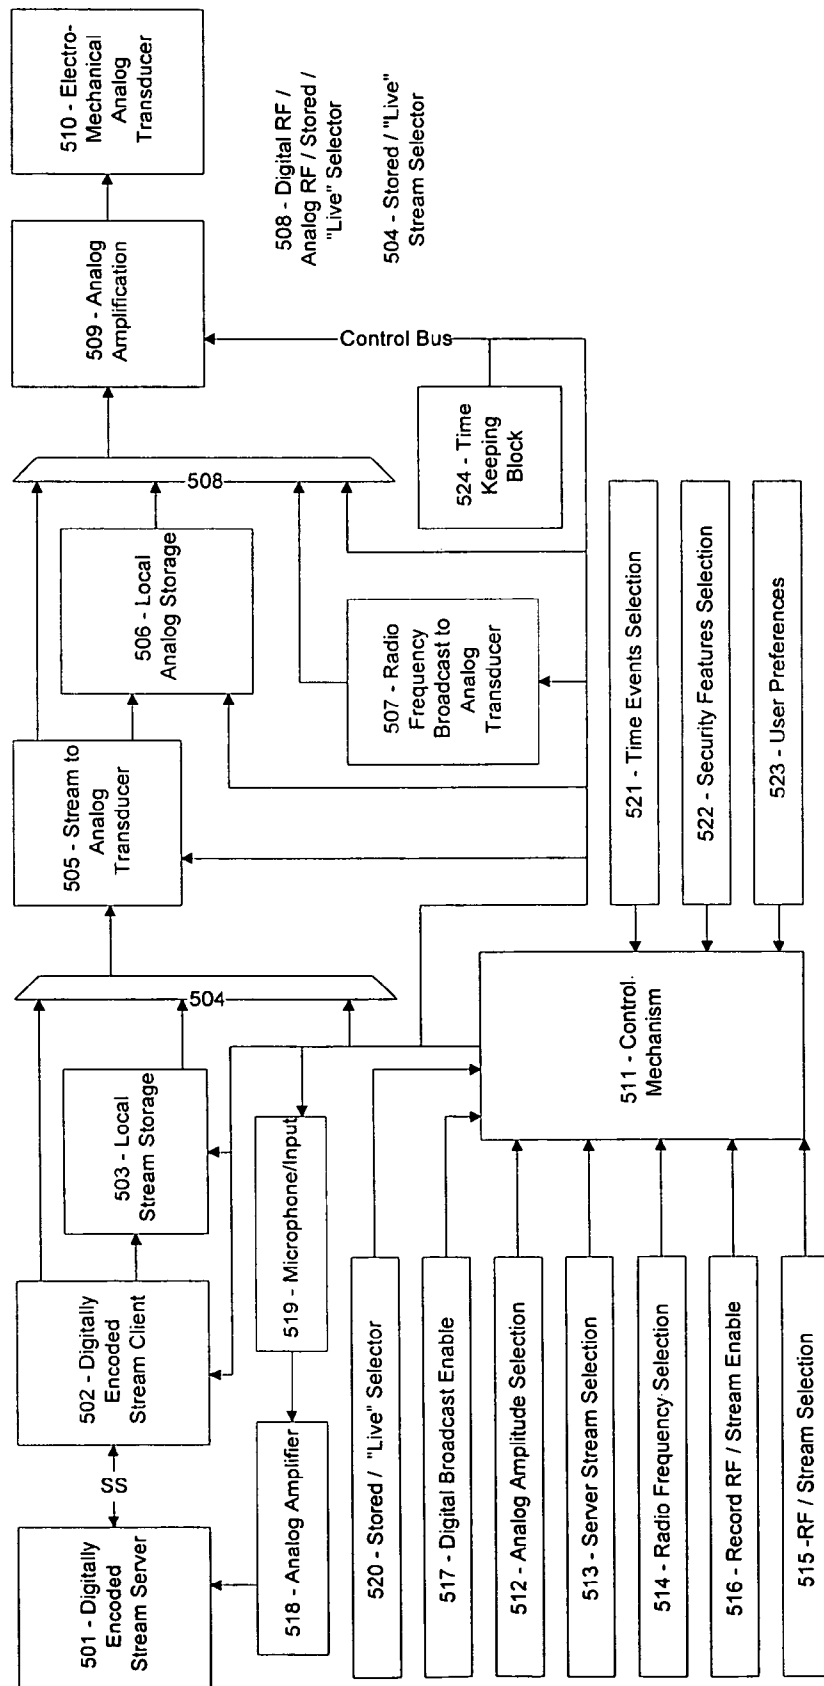 501 - Digitally
Encoded
Stream Server
SS
502 - Digitally
Encoded
Stream Client
503 - Local
Stream Storage
504
505 - Stream to
Analog
Transducer
506 - Local
Analog Storage
507 - Radio
Frequency
Broadcast to
Analog
Transducer
508
509 - Analog
Amplification
510 - Electro-
Mechanical
Analog
Transducer
508 - Digital RF /
Analog RF / Stored /
"Live" Selector
504 - Stored / "Live"
Stream Selector
Control Bus
524 - Time
Keeping
Block
518 - Analog Amplifier
519 - Microphone/Input
520 - Stored / "Live" Selector
517 - Digital Broadcast Enable
512 - Analog Amplitude Selection
513 - Server Stream Selection
514 - Radio Frequency Selection
516 - Record RF / Stream Enable
515 -RF / Stream Selection
511 - Control
Mechanism
521 - Time Events Selection
522 - Security Features Selection
523 - User Preferences